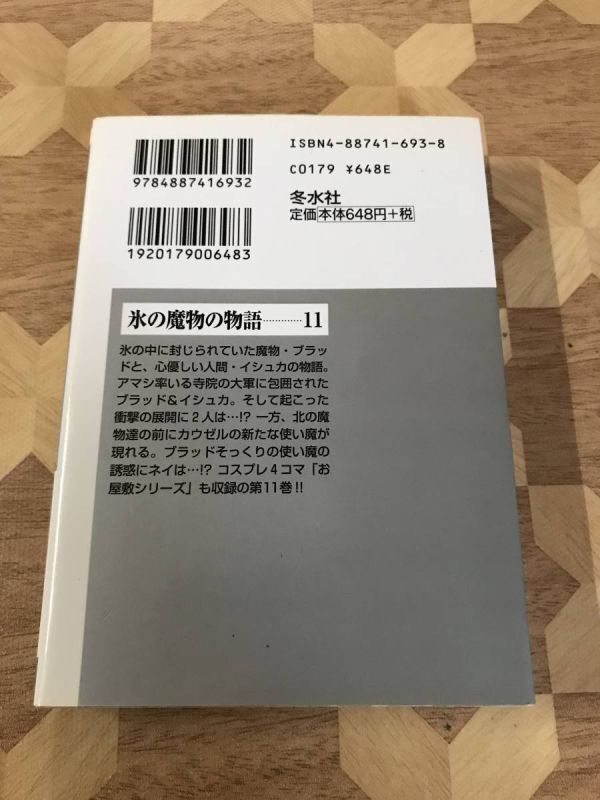 ISBN4-88741-693-8
9784887416932
C0179 ¥648E
冬水社
定価本体648円+税
1920179006483
氷の魔物の物語…………11
氷の中に封じられていた魔物・ブラッ
ドと、心優しい人間・イシュカの物語。
アマシ率いる寺院の大軍に包囲された
ブラッド&イシュカ。そして起こった
衝撃の展開に2人は…!? 一方、北の魔
物達の前にカウゼルの新たな使い魔が
現れる。ブラッドそっくりの使い魔の
誘惑にネイは…!? コスプレ4コマ「お
屋敷シリーズ」も収録の第11巻!!